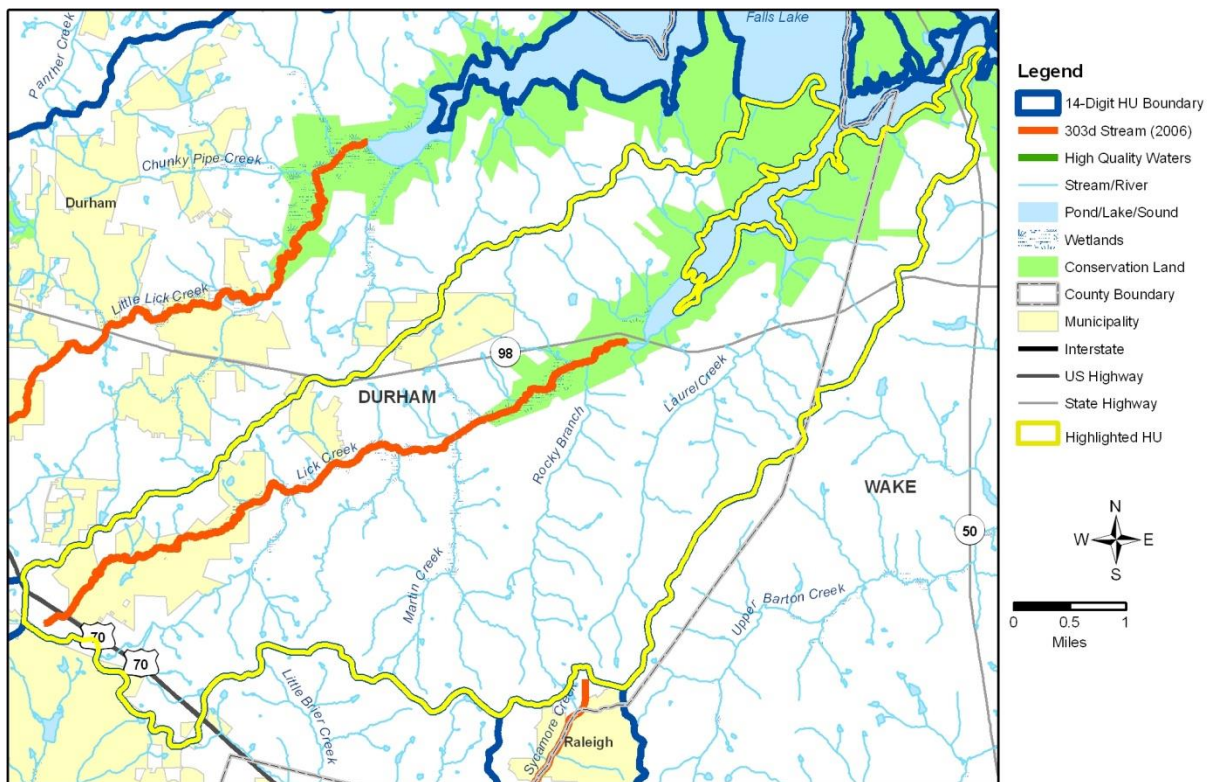 Falls Lake
Panther Creek
Chunky Pipe Creek
Durham
Little Lick Creek
98
DURHAM
Laurel Creek
Lick Creek
Rocky Branch
WAKE
50
Martin Creek
Upper Barton Creek
70
70
Little Brier Creek
Sycamore Creek
Raleigh
Legend
14-Digit HU Boundary
303d Stream (2006)
High Quality Waters
Stream/River
Pond/Lake/Sound
Wetlands
Conservation Land
County Boundary
Municipality
Interstate
US Highway
State Highway
Highlighted HU
N
W E
S
0 0.5 1
Miles